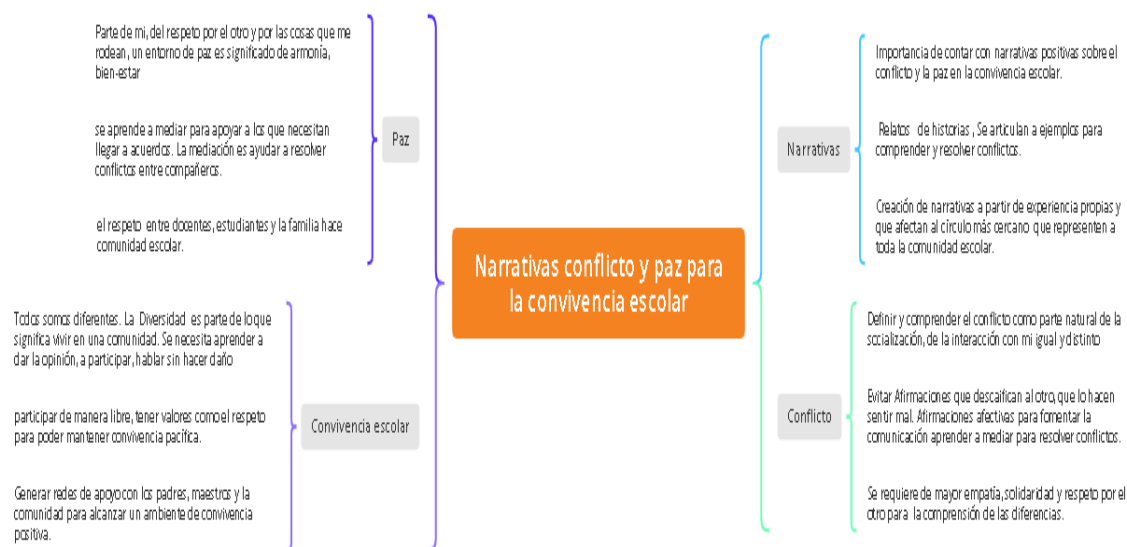 Narrativas conflicto y paz para
la convivencia escolar
Paz
Parte de mi, del respeto por el otro y por las cosas que me
rodean, un entorno de paz es significado de armonía,
bien-estar
se aprende a mediar para apoyar a los que necesitan
llegar a acuerdos. La mediación es ayudar a resolver
conflictos entre compañeros.
el respeto entre docentes, estudiantes y la familia hace
comunidad escolar.
Convivencia escolar
Todos somos diferentes. La Diversidad es parte de lo que
significa vivir en una comunidad. Se necesita aprender a
dar la opinión, a participar, hablar sin hacer daño
participar de manera libre, tener valores como el respeto
para poder mantener convivencia pacífica.
Generar redes de apoyo con los padres, maestros y la
comunidad para alcanzar un ambiente de convivencia
positiva.
Narrativas
Importancia de contar con narrativas positivas sobre el
conflicto y la paz en la convivencia escolar.
Relatos de historias , Se articulan a ejemplos para
comprender y resolver conflictos.
Creación de narrativas a partir de experiencia propias y
que afectan al círculo más cercano que representen a
toda la comunidad escolar.
Conflicto
Definir y comprender el conflicto como parte natural de la
socialización, de la interacción con mi igual y distinto
Evitar Afirmaciones que descaifican al otro, que lo hacen
sentir mal. Afirmaciones afectivas para fomentar la
comunicación aprender a mediar para resolver conflictos.
Se requiere de mayor empatía, solidaridad y respeto por el
otro para la comprensión de las diferencias.